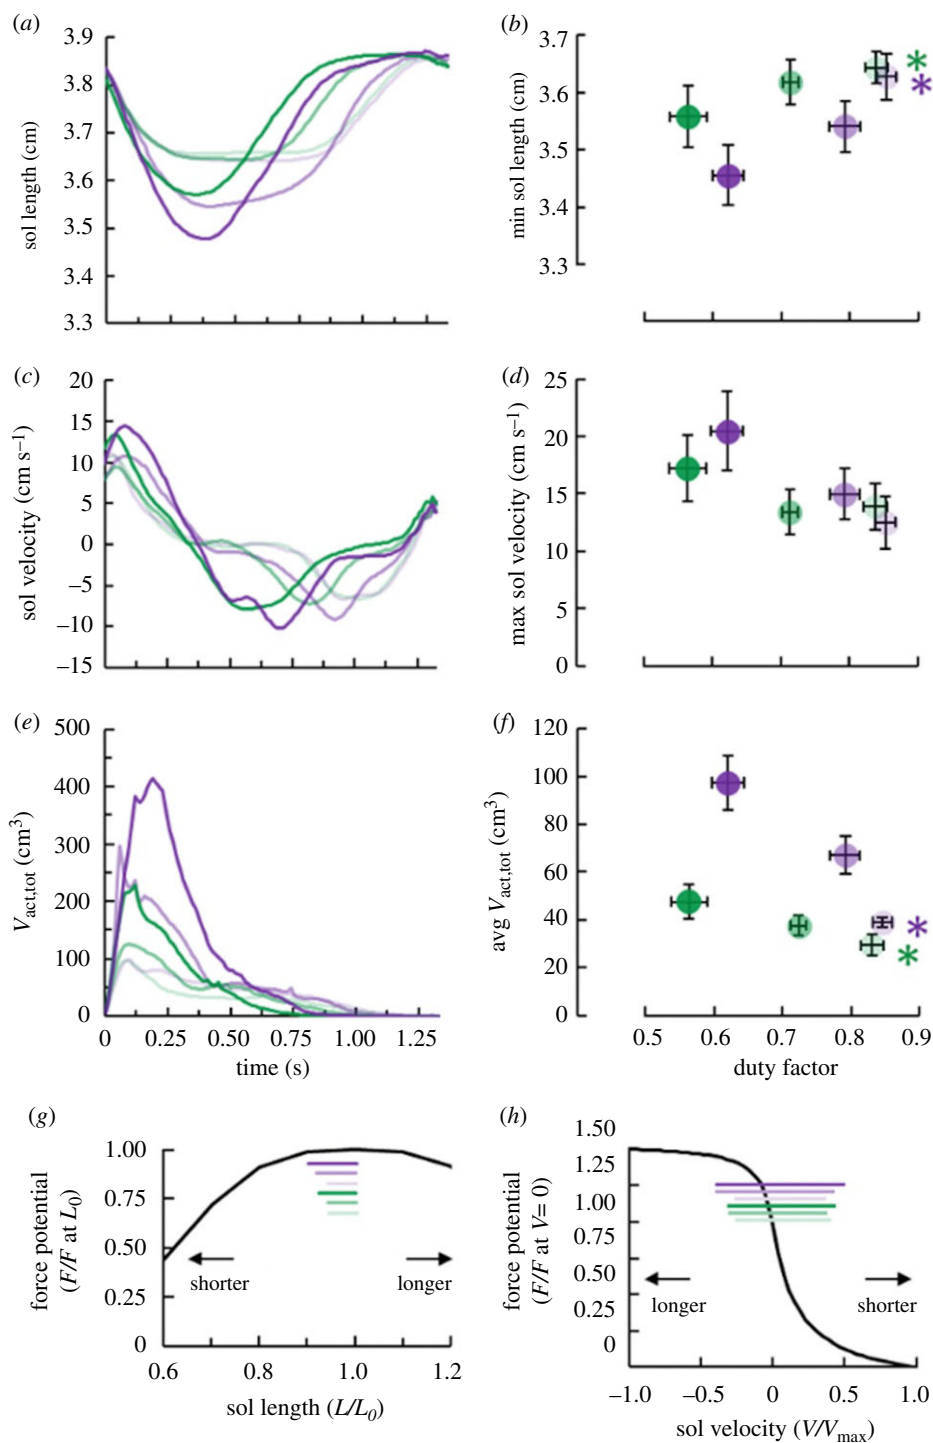 (a)
3.9
3.8
3.7
3.6
3.5
3.4
3.3
sol length (cm)
(b)
3.7
3.6
3.5
3.4
3.3
min sol length (cm)
*
*
(c)
20
15
10
5
0
–5
–10
–15
sol velocity (cm s–1)
(d)
25
20
15
10
5
0
max sol velocity (cm s–1)
(e)
500
400
300
200
100
0
Vact,tot (cm3)
0 0.25 0.50 0.75 1.00 1.25
time (s)
(f)
120
100
80
60
40
20
0
avg Vact,tot (cm3)
*
*
0.5 0.6 0.7 0.8 0.9
duty factor
(g)
1.00
0.75
0.50
0.25
0
force potential
(F/F at L0)
shorter
longer
0.6 0.8 1.0 1.2
sol length (L/L0)
(h)
1.50
1.25
1.00
0.75
0.50
0.25
0
force potential
(F/F at V= 0)
longer
shorter
–1.0 –0.5 0 0.5 1.0
sol velocity (V/Vmax)